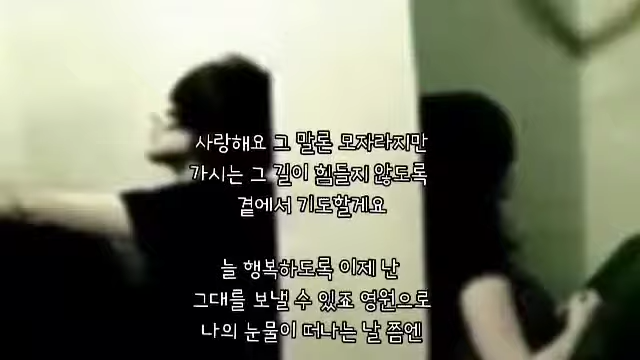 사랑해요 그 말론 모자라지만
가시는 그 길이 힘들지 않도록
곁에서 기도할게요
늘 행복하도록 이제 난
그대를 보낼 수 있죠 영원으로
나의 눈물이 떠나는 날 쯤엔